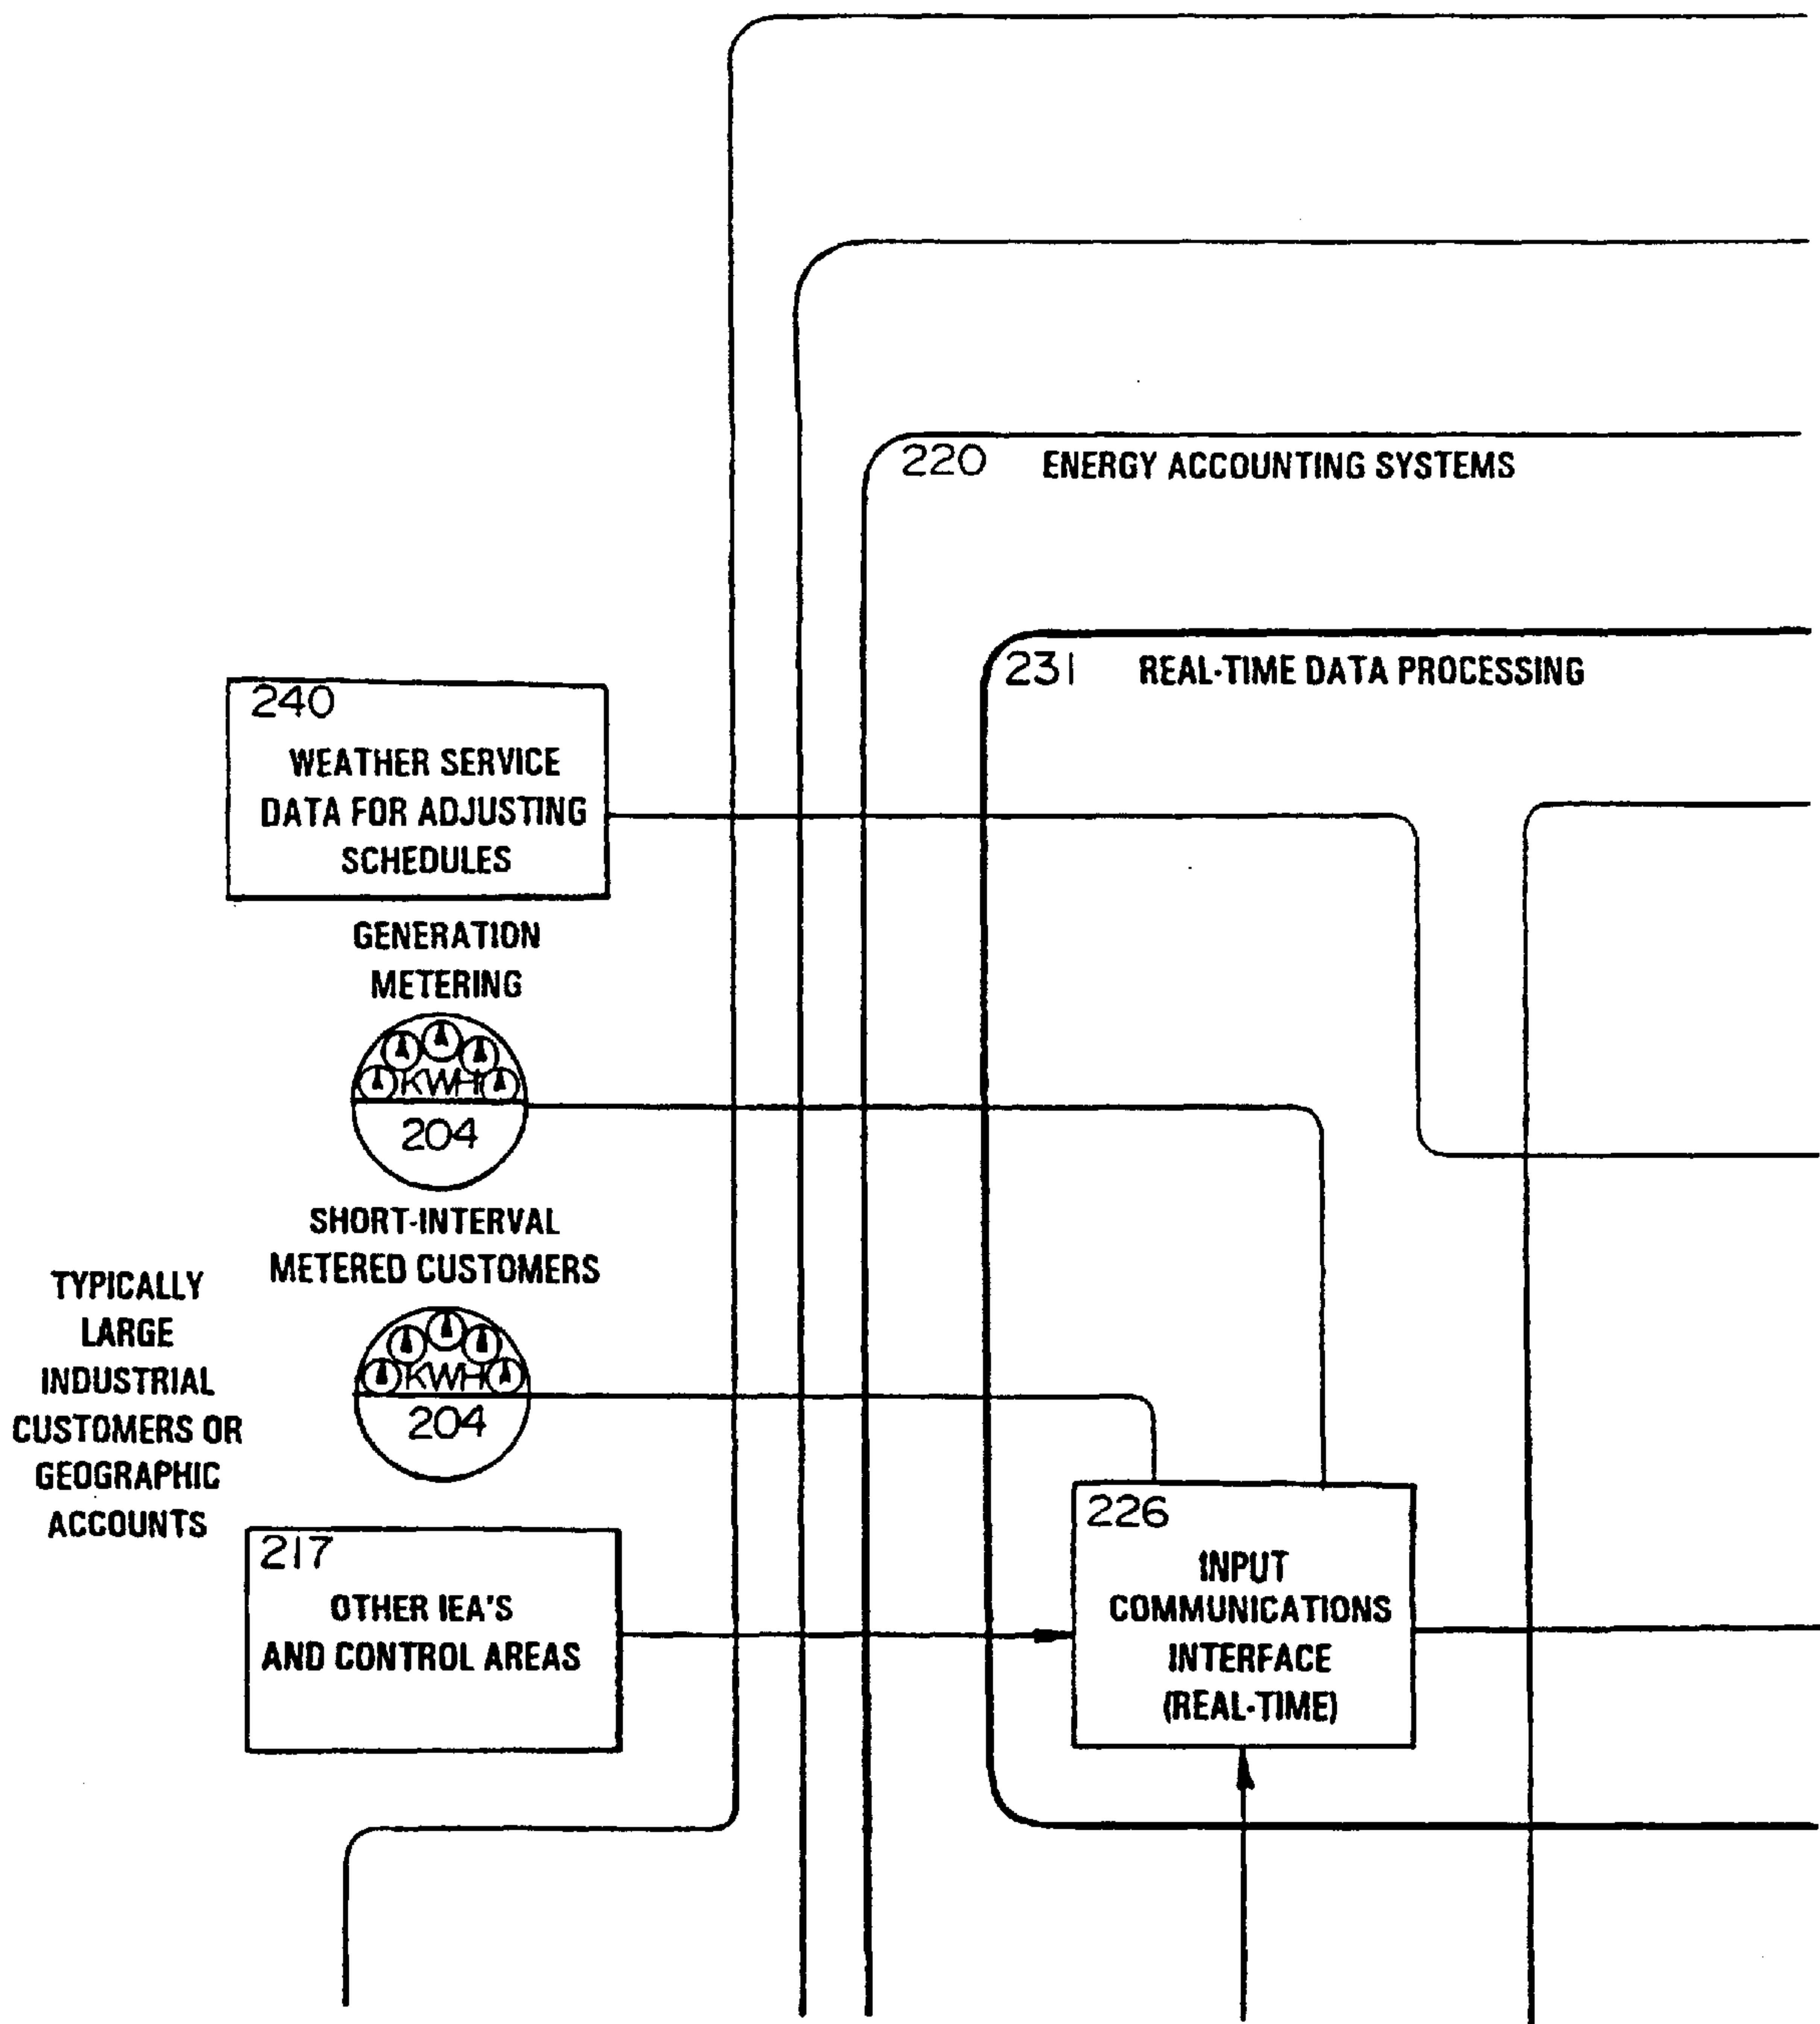 220 ENERGY ACCOUNTING SYSTEMS
231 REAL-TIME DATA PROCESSING
240
WEATHER SERVICE
DATA FOR ADJUSTING
SCHEDULES
GENERATION
METERING
KWH
204
SHORT-INTERVAL
METERED CUSTOMERS
KWH
204
TYPICALLY
LARGE
INDUSTRIAL
CUSTOMERS OR
GEOGRAPHIC
ACCOUNTS
217
OTHER IEA'S
AND CONTROL AREAS
226
INPUT
COMMUNICATIONS
INTERFACE
(REAL-TIME)